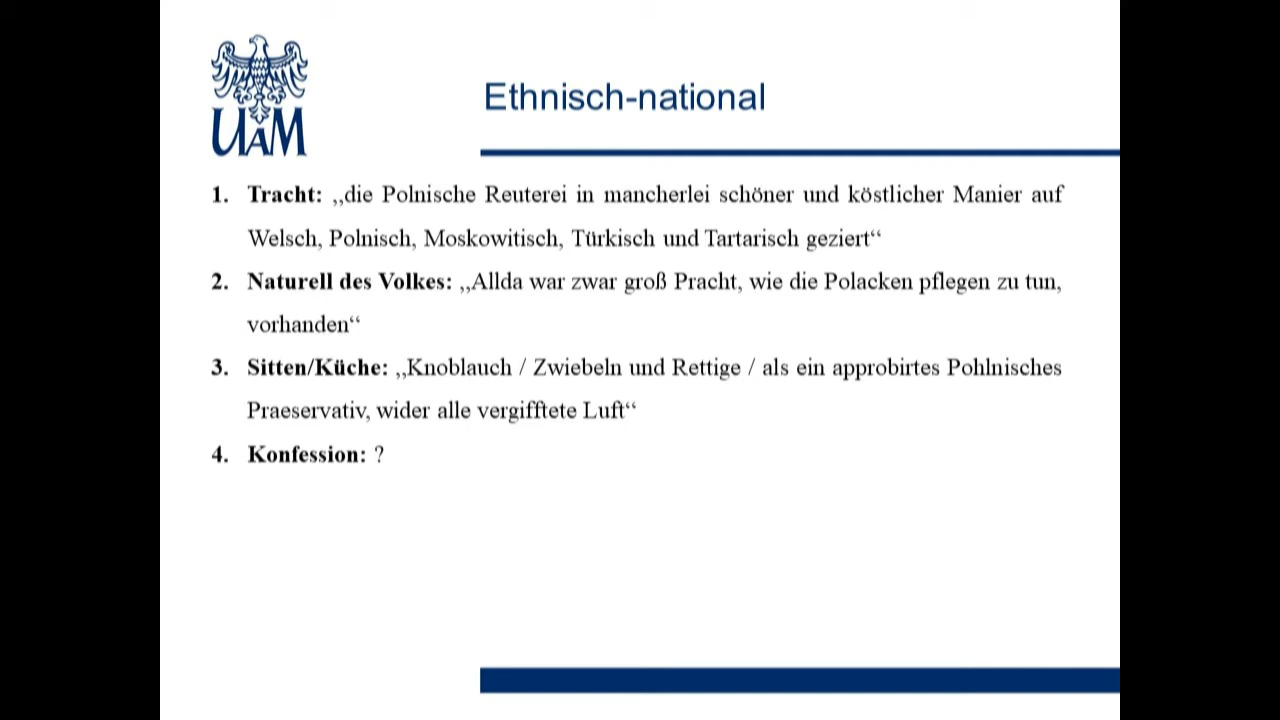 UAM
Ethnisch-national
1. Tracht: ,,die Polnische Reuterei in mancherlei schöner und köstlicher Manier auf
Welsch, Polnisch, Moskowitisch, Türkisch und Tartarisch geziert“
2. Naturell des Volkes: ,,Allda war zwar groß Pracht, wie die Polacken pflegen zu tun,
vorhanden“
3. Sitten/Küche: ,,Knoblauch / Zwiebeln und Rettige / als ein approbirtes Pohlnisches
Praeservativ, wider alle vergifftete Luft“
4. Konfession: ?